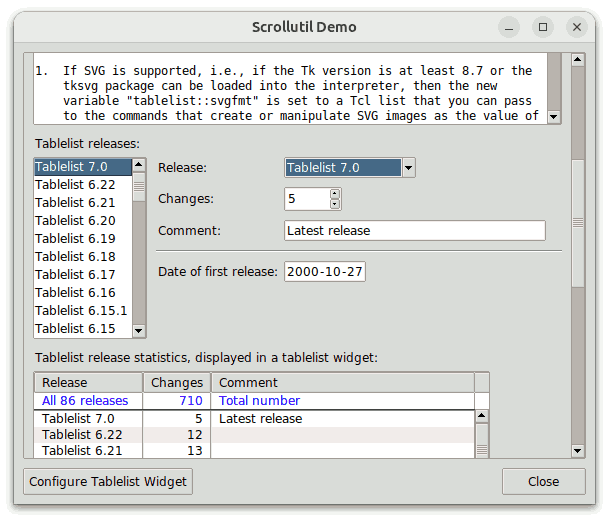 Scrollutil Demo
1. If SVG is supported, i.e., if the Tk version is at least 8.7 or the
tksvg package can be loaded into the interpreter, then the new
variable "tablelist::svgfmt" is set to a Tcl list that you can pass
to the commands that create or manipulate SVG images as the value of
Tablelist releases:
Tablelist 7.0
Tablelist 6.22
Tablelist 6.21
Tablelist 6.20
Tablelist 6.19
Tablelist 6.18
Tablelist 6.17
Tablelist 6.16
Tablelist 6.15.1
Tablelist 6.15
Release: Tablelist 7.0
Changes: 5
Comment: Latest release
Date of first release: 2000-10-27
Tablelist release statistics, displayed in a tablelist widget:
Release Changes Comment
All 86 releases 710 Total number
Tablelist 7.0 5 Latest release
Tablelist 6.22 12
Tablelist 6.21 13
Configure Tablelist Widget Close